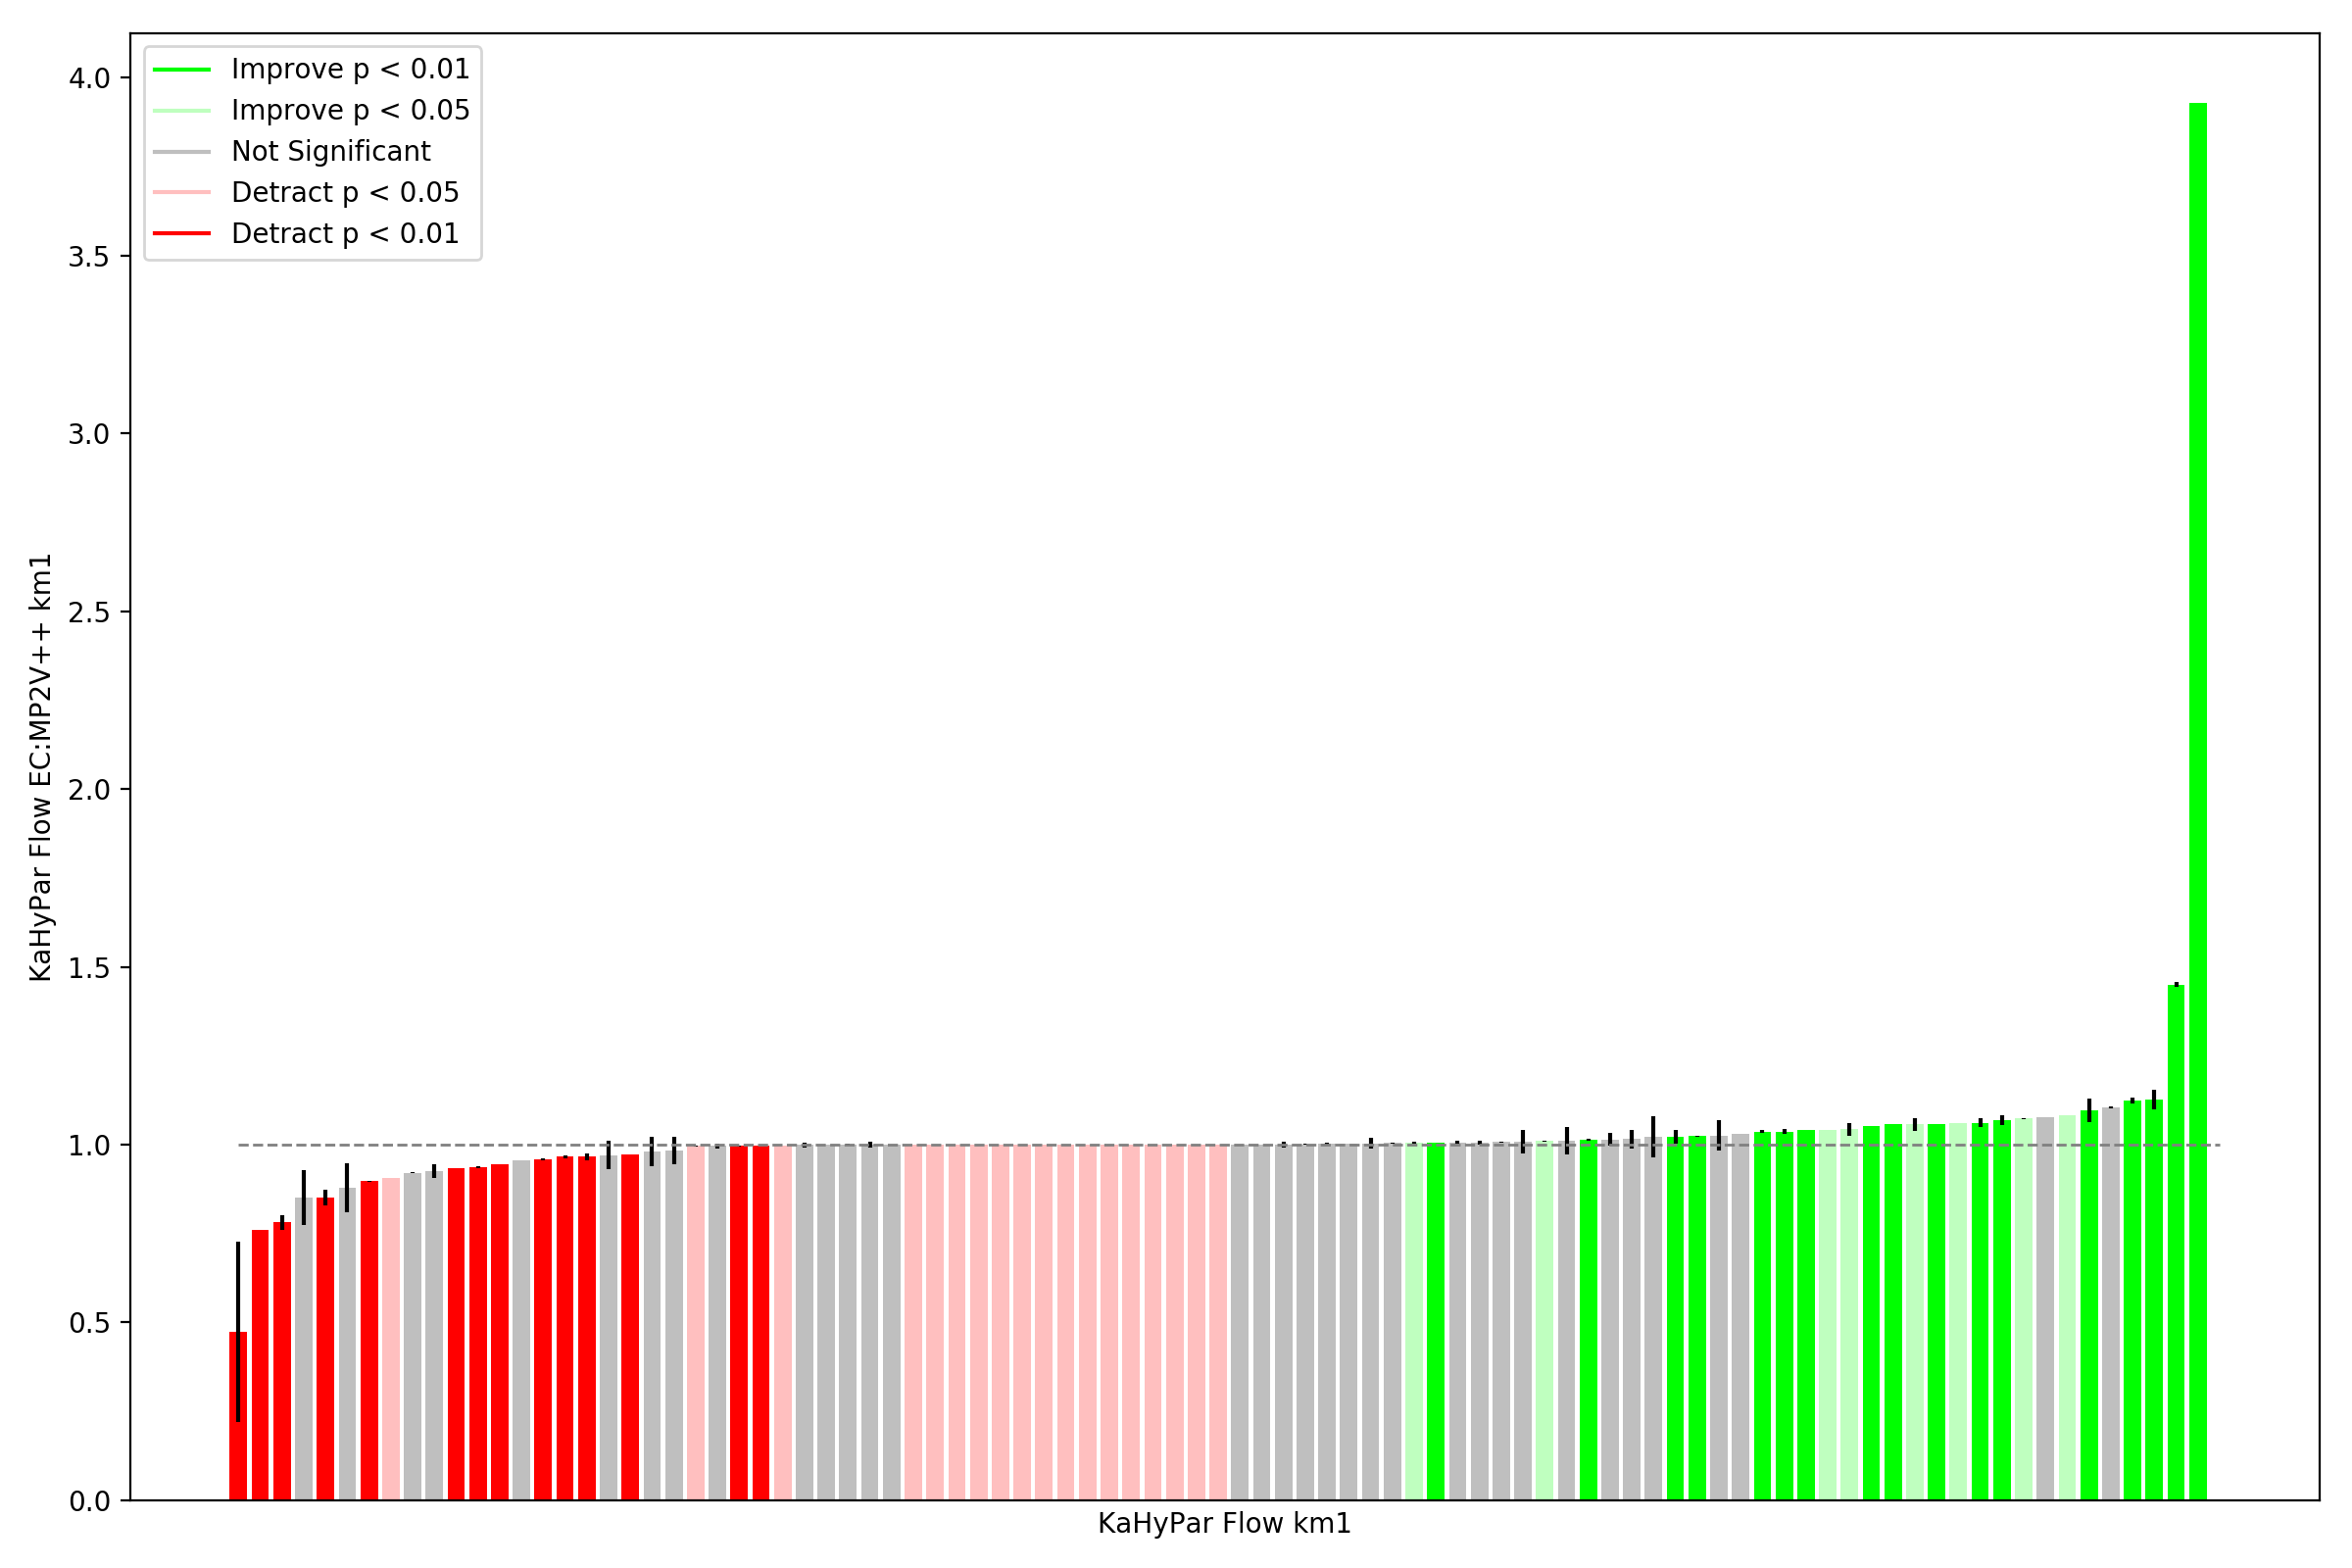 Improve p < 0.01
Improve p < 0.05
Not Significant
Detract p < 0.05
Detract p < 0.01
4.0
3.5
3.0
2.5
2.0
1.5
1.0
0.5
0.0
KaHyPar Flow EC:MP2V++ km1
KaHyPar Flow km1